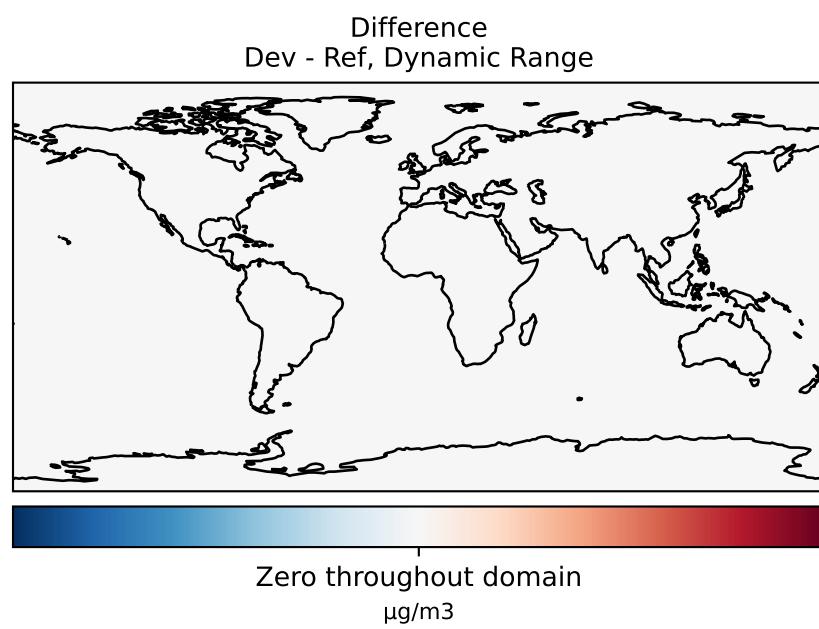 Difference
Dev - Ref, Dynamic Range
Zero throughout domain
μg/m3